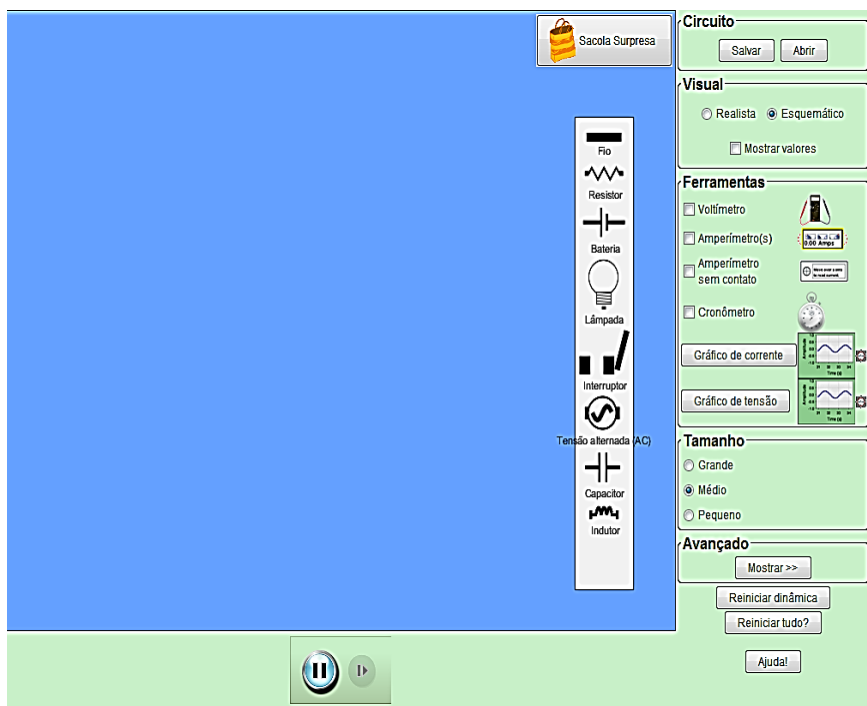 Sacola Surpresa
Fio
Resistor
Bateria
Lâmpada
Interruptor
Tensão alternada (AC)
Capacitor
Indutor
Circuito
Salvar
Abrir
Visual
Realista
Esquemático
Mostrar valores
Ferramentas
Voltímetro
Amperímetro(s)
0.00 Amps
Amperímetro
sem contato
Cronômetro
Gráfico de corrente
Gráfico de tensão
Tamanho
Grande
Médio
Pequeno
Avançado
Mostrar >>
Reiniciar dinâmica
Reiniciar tudo?
Ajuda!